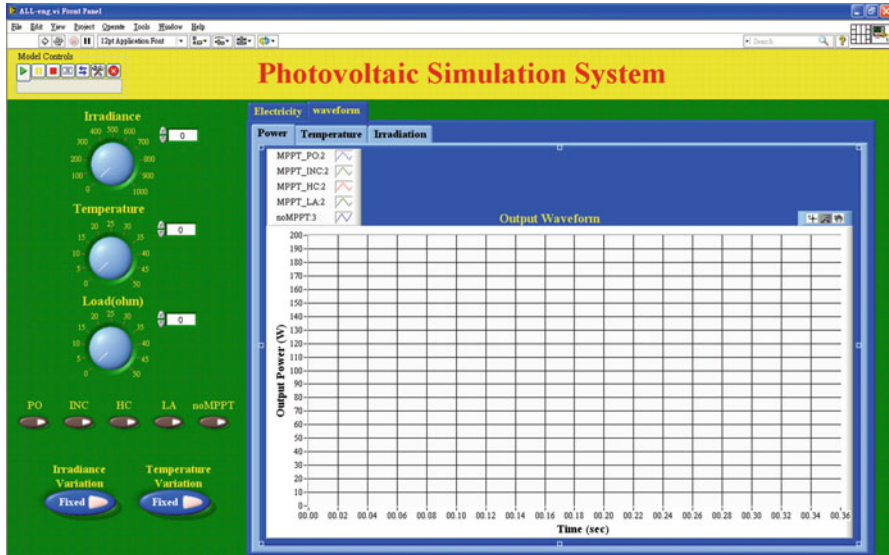 ALL-eng.vi Front Panel
File Edit View Project Operate Tools Window Help
12pt Application Font
Search
Model Controls
Photovoltaic Simulation System
Irradiance
0 100 200 300 400 500 600 700 800 900 1000
0
Temperature
0 5 10 15 20 25 30 35 40 45 50
0
Load(ohm)
0 5 10 15 20 25 30 35 40 45 50
0
PO INC HC LA noMPPT
Irradiance Variation
Fixed
Temperature Variation
Fixed
Electricity waveform
Power Temperature Irradiation
MPPT_PO:2
MPPT_INC:2
MPPT_HC:2
MPPT_LA:2
noMPPT:3
Output Waveform
Output Power (W)
200
190
180
170
160
150
140
130
120
110
100
90
80
70
60
50
40
30
20
10
0
00.00 00.02 00.04 00.06 00.08 00.10 00.12 00.14 00.16 00.18 00.20 00.22 00.24 00.26 00.28 00.30 00.32 00.34 00.36
Time (sec)